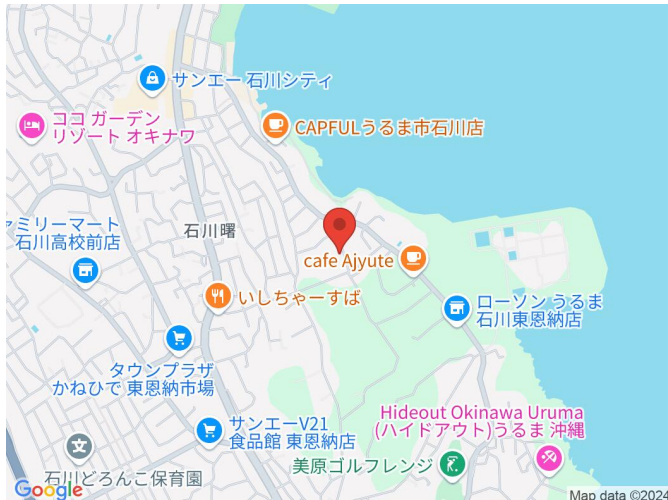 サンエー 石川シティ
ココ ガーデン
リゾート オキナワ
CAPFULうるま市石川店
ァミリーマート
石川高校前店
石川曙
cafe Ajyute
いしちゃーすば
ローソン うるま
石川東恩納店
タウンプラザ
かねひで 東恩納市場
サンエーV21
食品館 東恩納店
Hideout Okinawa Uruma
(ハイドアウト)うるま 沖縄
石川どろんこ保育園
美原ゴルフレンジ
Google
Map data ©2024